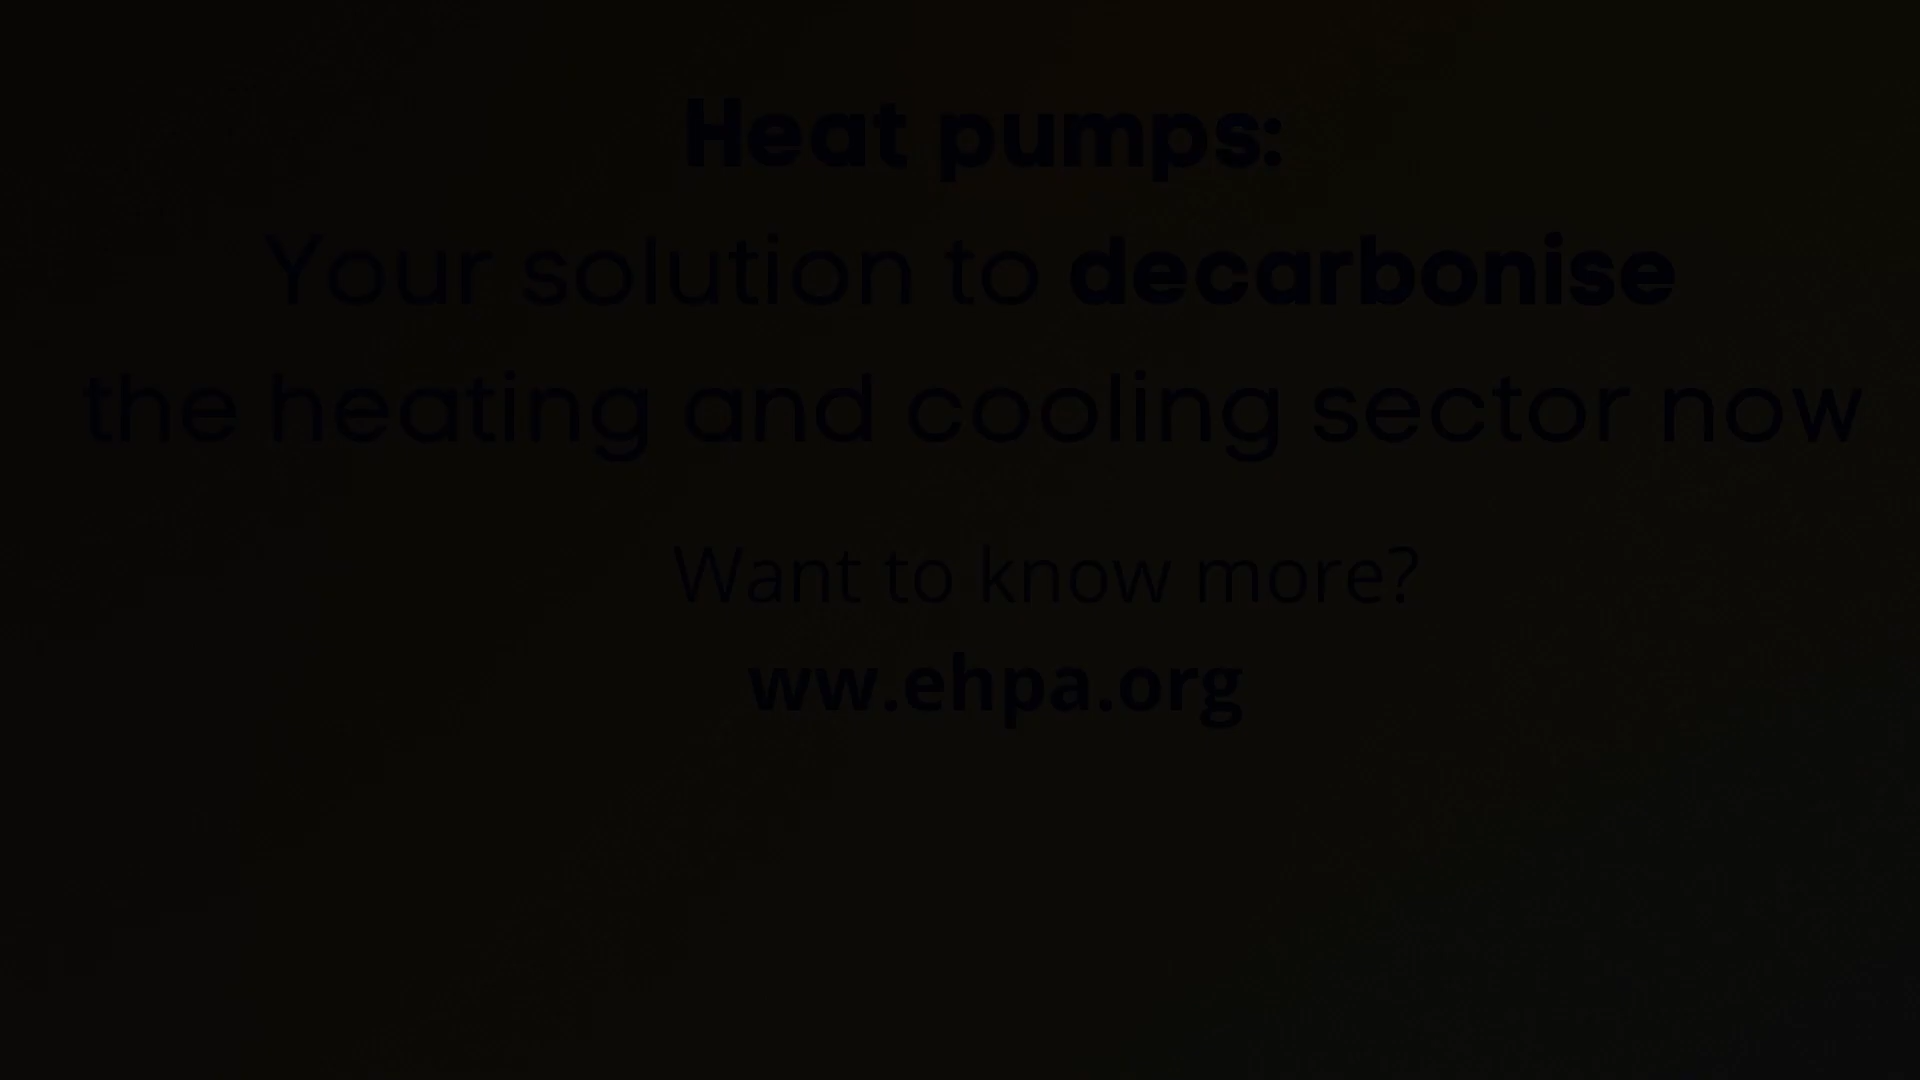 Heat pumps:
Your solution to decarbonise
the heating and cooling sector now
Want to know more?
ww.ehpa.org